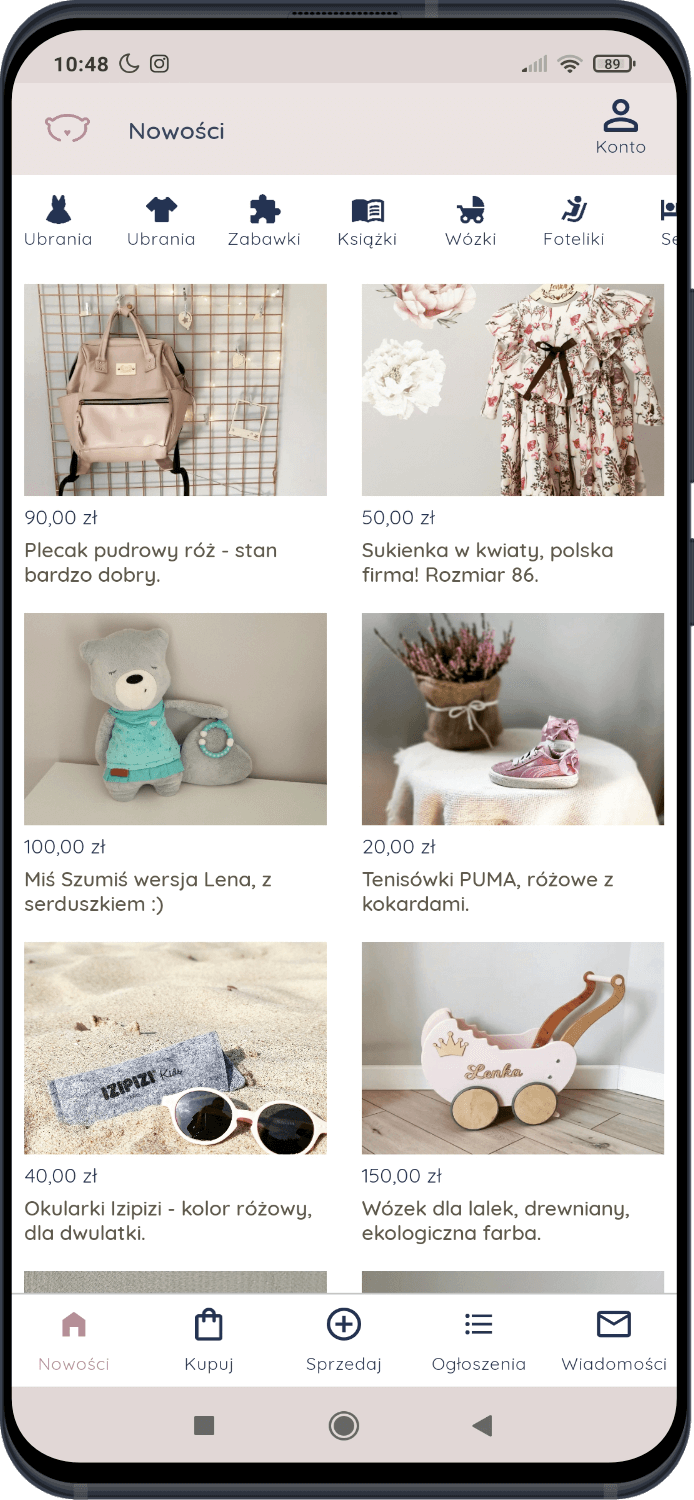 10:48
89
Nowości
Konto
Ubrania
Ubrania
Zabawki
Książki
Wózki
Foteliki
90,00 zł
50,00 zł
Plecak pudrowy róż - stan
bardzo dobry.
Sukienka w kwiaty, polska
firma! Rozmiar 86.
100,00 zł
20,00 zł
Miś Szumiś wersja Lena, z
serduszkiem :)
Tenisówki PUMA, różowe z
kokardami.
IZIPIZI Kids
Lenka
40,00 zł
150,00 zł
Okularki Izipizi - kolor różowy,
dla dwulatki.
Wózek dla lalek, drewniany,
ekologiczna farba.
Nowości
Kupuj
Sprzedaj
Ogłoszenia
Wiadomości